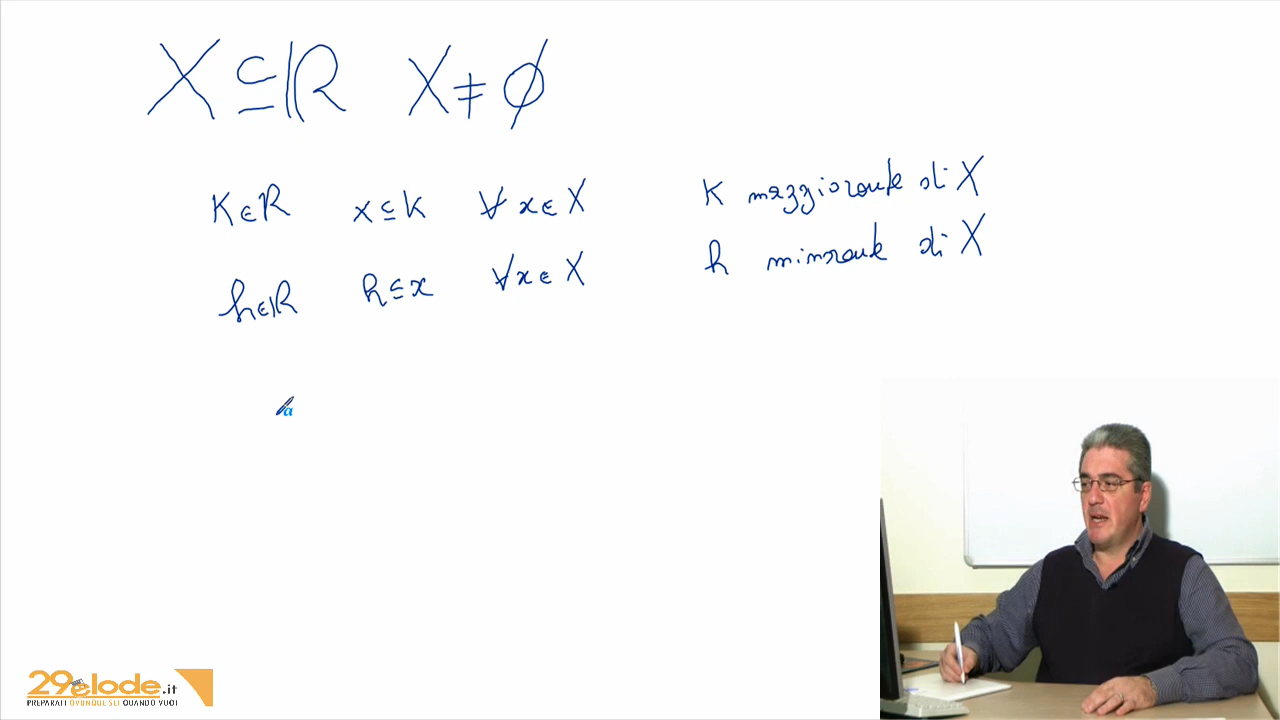 X ⊆ ℝ X ≠ ∅
K ∈ ℝ x ≤ k ∀ x ∈ X K maggiorante di X
h ∈ ℝ h ≤ x ∀ x ∈ X h minorante di X
a
29elode.it
PREPARATI OVUNQUE SEI QUANDO VUOI